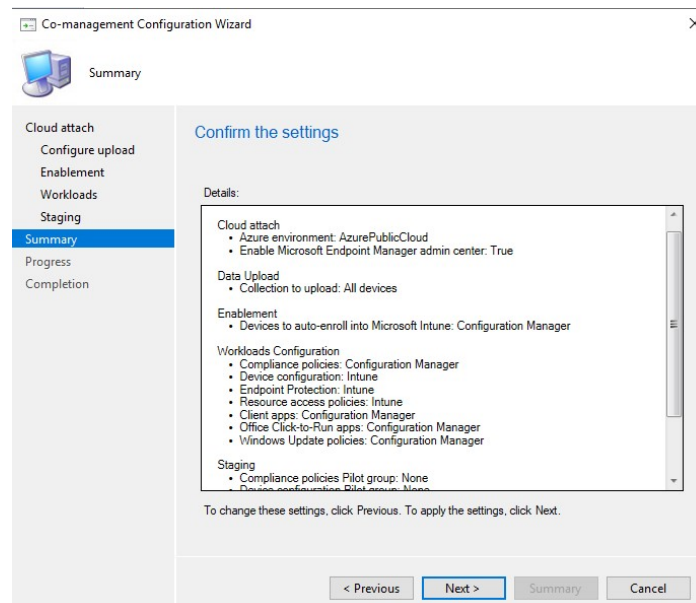 Co-management Configuration Wizard
Summary
Cloud attach
Configure upload
Enablement
Workloads
Staging
Summary
Progress
Completion
Confirm the settings
Details:
Cloud attach
• Azure environment: AzurePublicCloud
• Enable Microsoft Endpoint Manager admin center: True
Data Upload
• Collection to upload: All devices
Enablement
• Devices to auto-enroll into Microsoft Intune: Configuration Manager
Workloads Configuration
• Compliance policies: Configuration Manager
• Device configuration: Intune
• Endpoint Protection: Intune
• Resource access policies: Intune
• Client apps: Configuration Manager
• Office Click-to-Run apps: Configuration Manager
• Windows Update policies: Configuration Manager
Staging
• Compliance policies Pilot group: None
• Device configuration Pilot group: None
To change these settings, click Previous. To apply the settings, click Next.
< Previous
Next >
Summary
Cancel